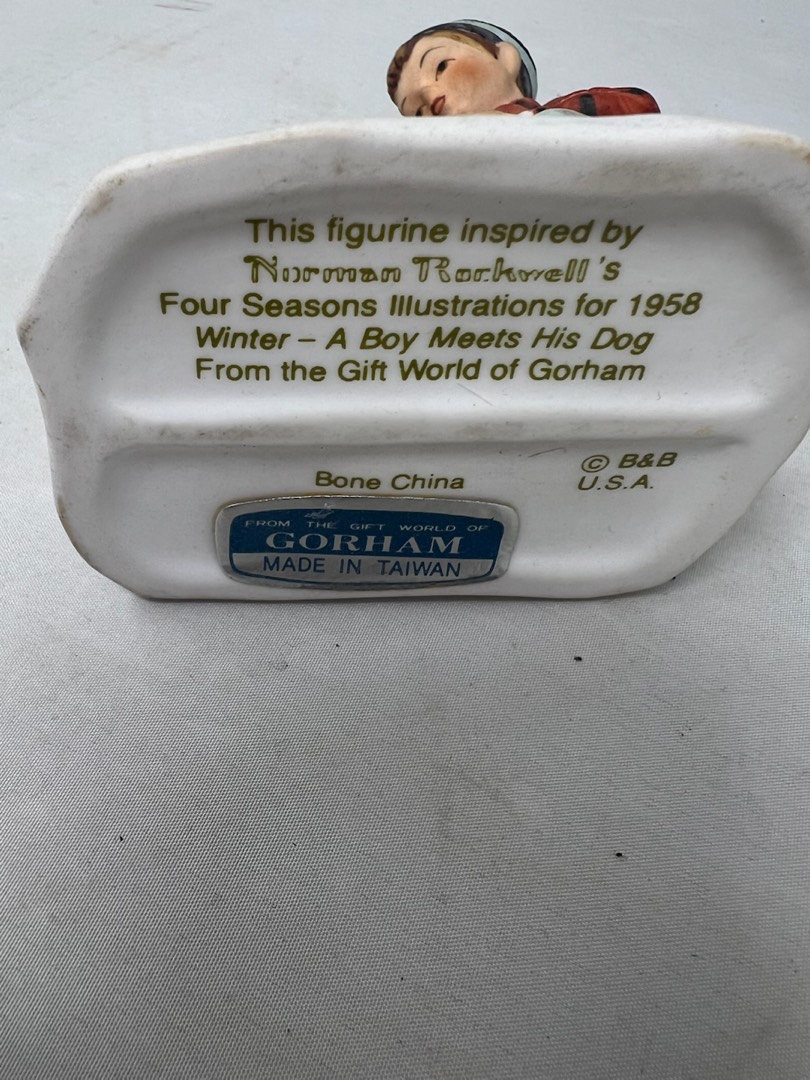 This figurine inspired by
Norman Rockwell's
Four Seasons Illustrations for 1958
Winter – A Boy Meets His Dog
From the Gift World of Gorham
Bone China
© B&B
U.S.A.
FROM THE GIFT WORLD OF
GORHAM
MADE IN TAIWAN